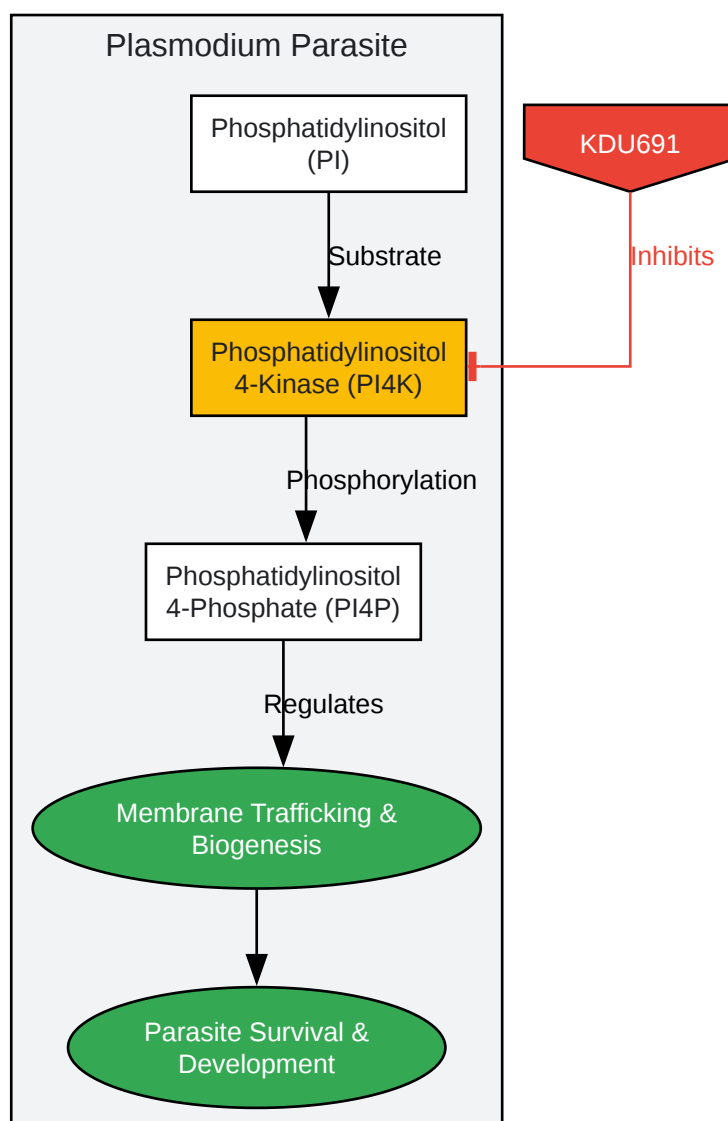 Plasmodium Parasite
Phosphatidylinositol
(PI)
KDU691
Substrate
Inhibits
Phosphatidylinositol
4-Kinase (PI4K)
Phosphorylation
Phosphatidylinositol
4-Phosphate (PI4P)
Regulates
Membrane Trafficking &
Biogenesis
Parasite Survival &
Development